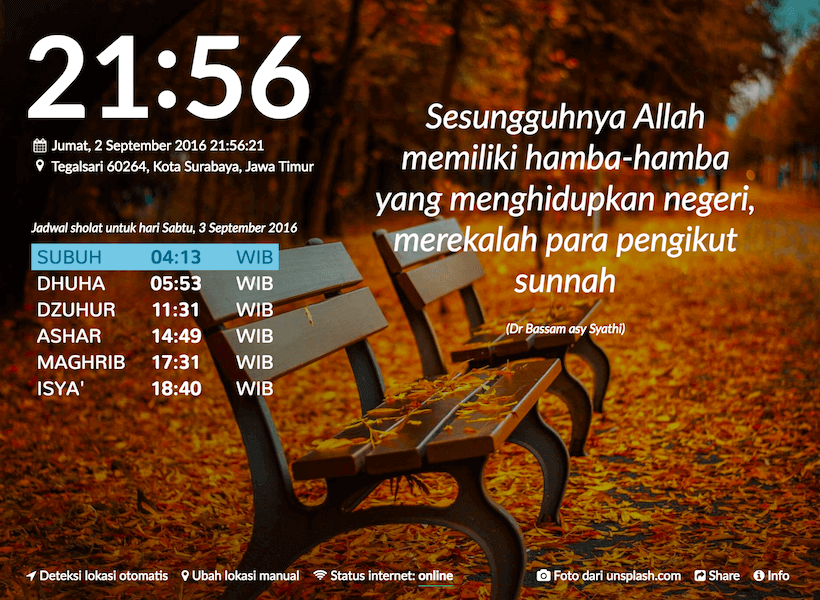 21:56
Jumat, 2 September 2016 21:56:21
Tegalsari 60264, Kota Surabaya, Jawa Timur
Jadwal sholat untuk hari Sabtu, 3 September 2016
SUBUH 04:13 WIB
DHUHA 05:53 WIB
DZUHUR 11:31 WIB
ASHAR 14:49 WIB
MAGHRIB 17:31 WIB
ISYA' 18:40 WIB
Sesungguhnya Allah
memiliki hamba-hamba
yang menghidupkan negeri,
merekalah para pengikut
sunnah
(Dr Bassam asy Syathi)
Deteksi lokasi otomatis Ubah lokasi manual Status internet: online Foto dari unsplash.com Share Info